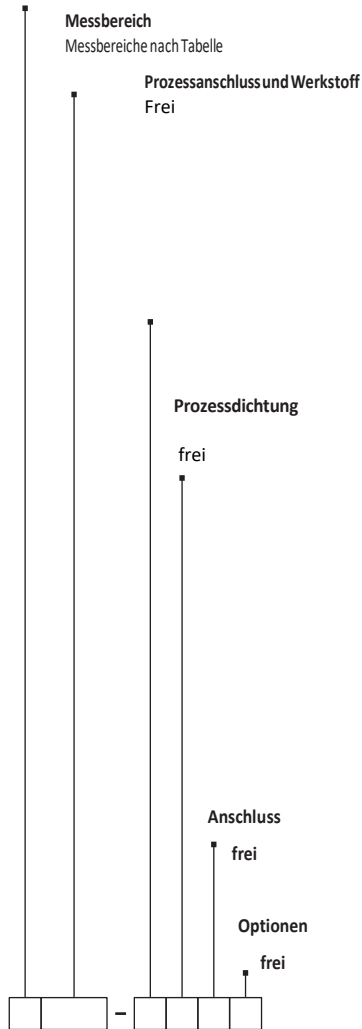 Messbereich
Messbereiche nach Tabelle
Prozessanschluss und Werkstoff
Frei
Prozessdichtung
frei
Anschluss
frei
Optionen
frei
–